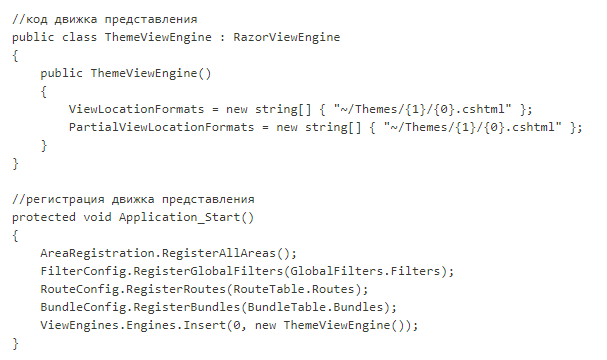 //код движка представления
public class ThemeViewEngine : RazorViewEngine
{
    public ThemeViewEngine()
    {
        ViewLocationFormats = new string[] { "~/Themes/{1}/{0}.cshtml" };
        PartialViewLocationFormats = new string[] { "~/Themes/{1}/{0}.cshtml" };
    }
}

//регистрация движка представления
protected void Application_Start()
{
    AreaRegistration.RegisterAllAreas();
    FilterConfig.RegisterGlobalFilters(GlobalFilters.Filters);
    RouteConfig.RegisterRoutes(RouteTable.Routes);
    BundleConfig.RegisterBundles(BundleTable.Bundles);
    ViewEngines.Engines.Insert(0, new ThemeViewEngine());
}